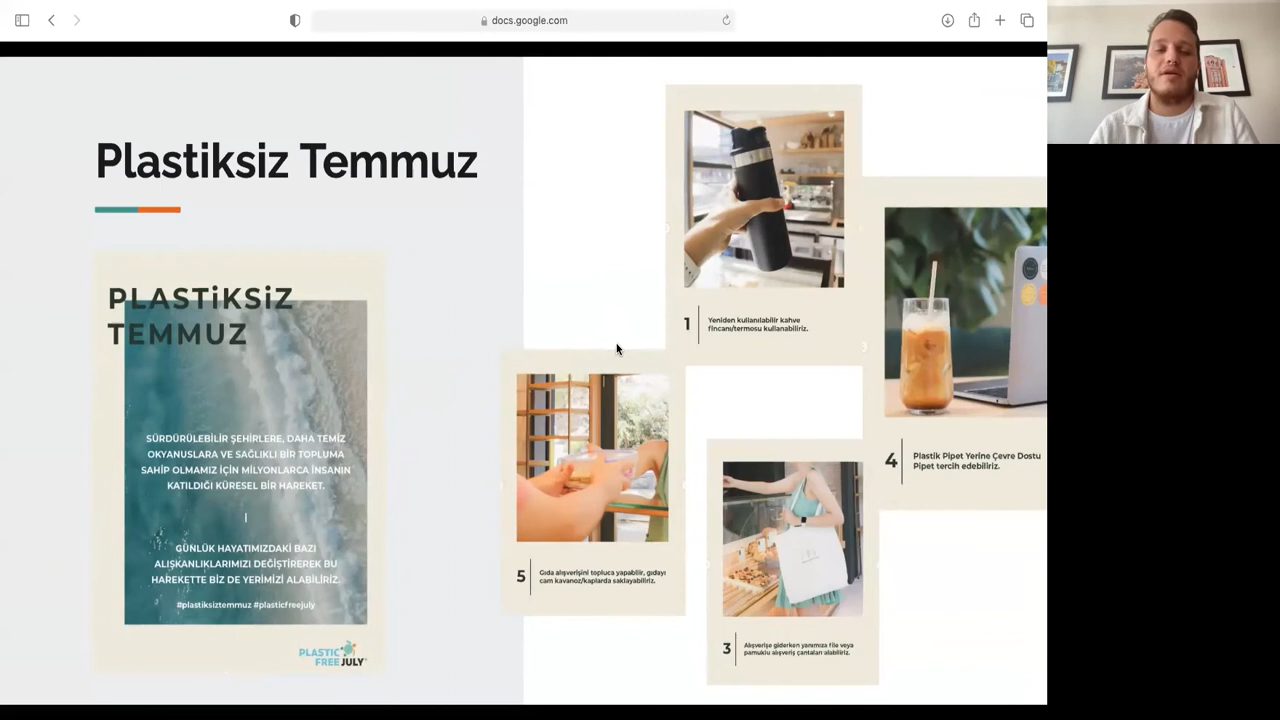 docs.google.com
Plastiksiz Temmuz
PLASTiKSiZ
TEMMUZ
SÜRDÜRÜLEBİLİR ŞEHİRLERE, DAHA TEMİZ
OKYANUSLARA VE SAĞLIKLI BİR TOPLUMA
SAHİP OLMAMIZ İÇİN MİLYONLARCA İNSANIN
KATILDIĞI KÜRESEL BİR HAREKET.
GÜNLÜK HAYATIMIZDAKİ BAZI
ALIŞKANLIKLARIMIZI DEĞİŞTİREREK BU
HAREKETTE BİZ DE YERİMİZİ ALABİLİRİZ.
#plastiksiztemmuz #plasticfreejuly
PLASTIC
FREE JULY
1
Yeniden kullanılabilir kahve
fincanı/termosu kullanabiliriz.
4
Plastik Pipet Yerine Çevre Dostu
Pipet tercih edebiliriz.
5
Gıda alışverişini topluca yapabilir, gıdayı
cam kavanoz/kaplarda saklayabiliriz.
3
Alışverişe giderken yanımıza file veya
pamuklu alışveriş çantaları alabiliriz.